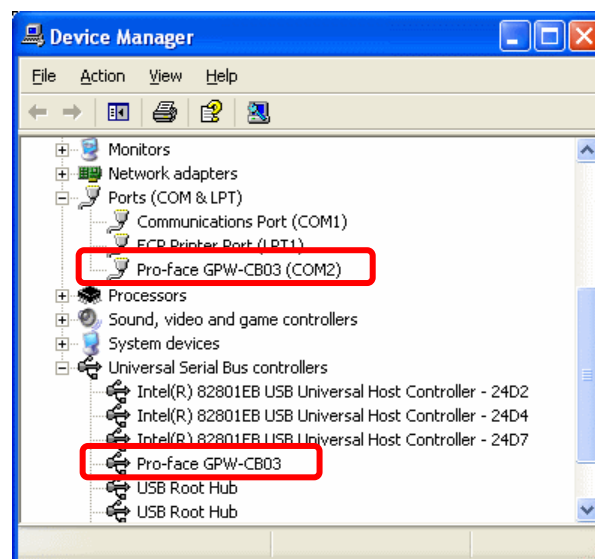 Device Manager
File Action View Help
Monitors
Network adapters
Ports (COM & LPT)
Communications Port (COM1)
ECP Printer Port (LPT1)
Pro-face GPW-CB03 (COM2)
Processors
Sound, video and game controllers
System devices
Universal Serial Bus controllers
Intel(R) 82801EB USB Universal Host Controller - 24D2
Intel(R) 82801EB USB Universal Host Controller - 24D4
Intel(R) 82801EB USB Universal Host Controller - 24D7
Pro-face GPW-CB03
USB Root Hub
USB Root Hub